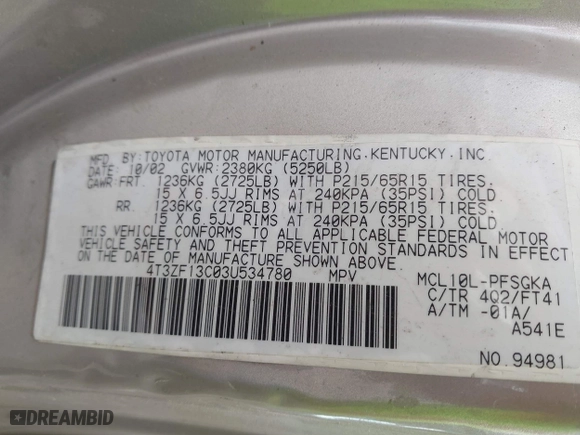 MFD. BY: TOYOTA MOTOR MANUFACTURING, KENTUCKY, INC
DATE: 10/02 GVWR: 2380KG (5250LB)
GAWR: FRT. 1236KG (2725LB) WITH P215/65R15 TIRES.
15 X 6.5JJ RIMS AT 240KPA (35PSI) COLD.
RR. 1236KG (2725LB) WITH P215/65R15 TIRES.
15 X 6.5JJ RIMS AT 240KPA (35PSI) COLD.
THIS VEHICLE CONFORMS TO ALL APPLICABLE FEDERAL MOTOR
VEHICLE SAFETY AND THEFT PREVENTION STANDARDS IN EFFECT
ON THE DATE OF MANUFACTURE SHOWN ABOVE.
4T3ZF13C03U534780 MPV
MCL10L-PFSGKA
C/TR 4Q2/FT41
A/TM -01A/
A541E
NO. 94981
DREAMBID